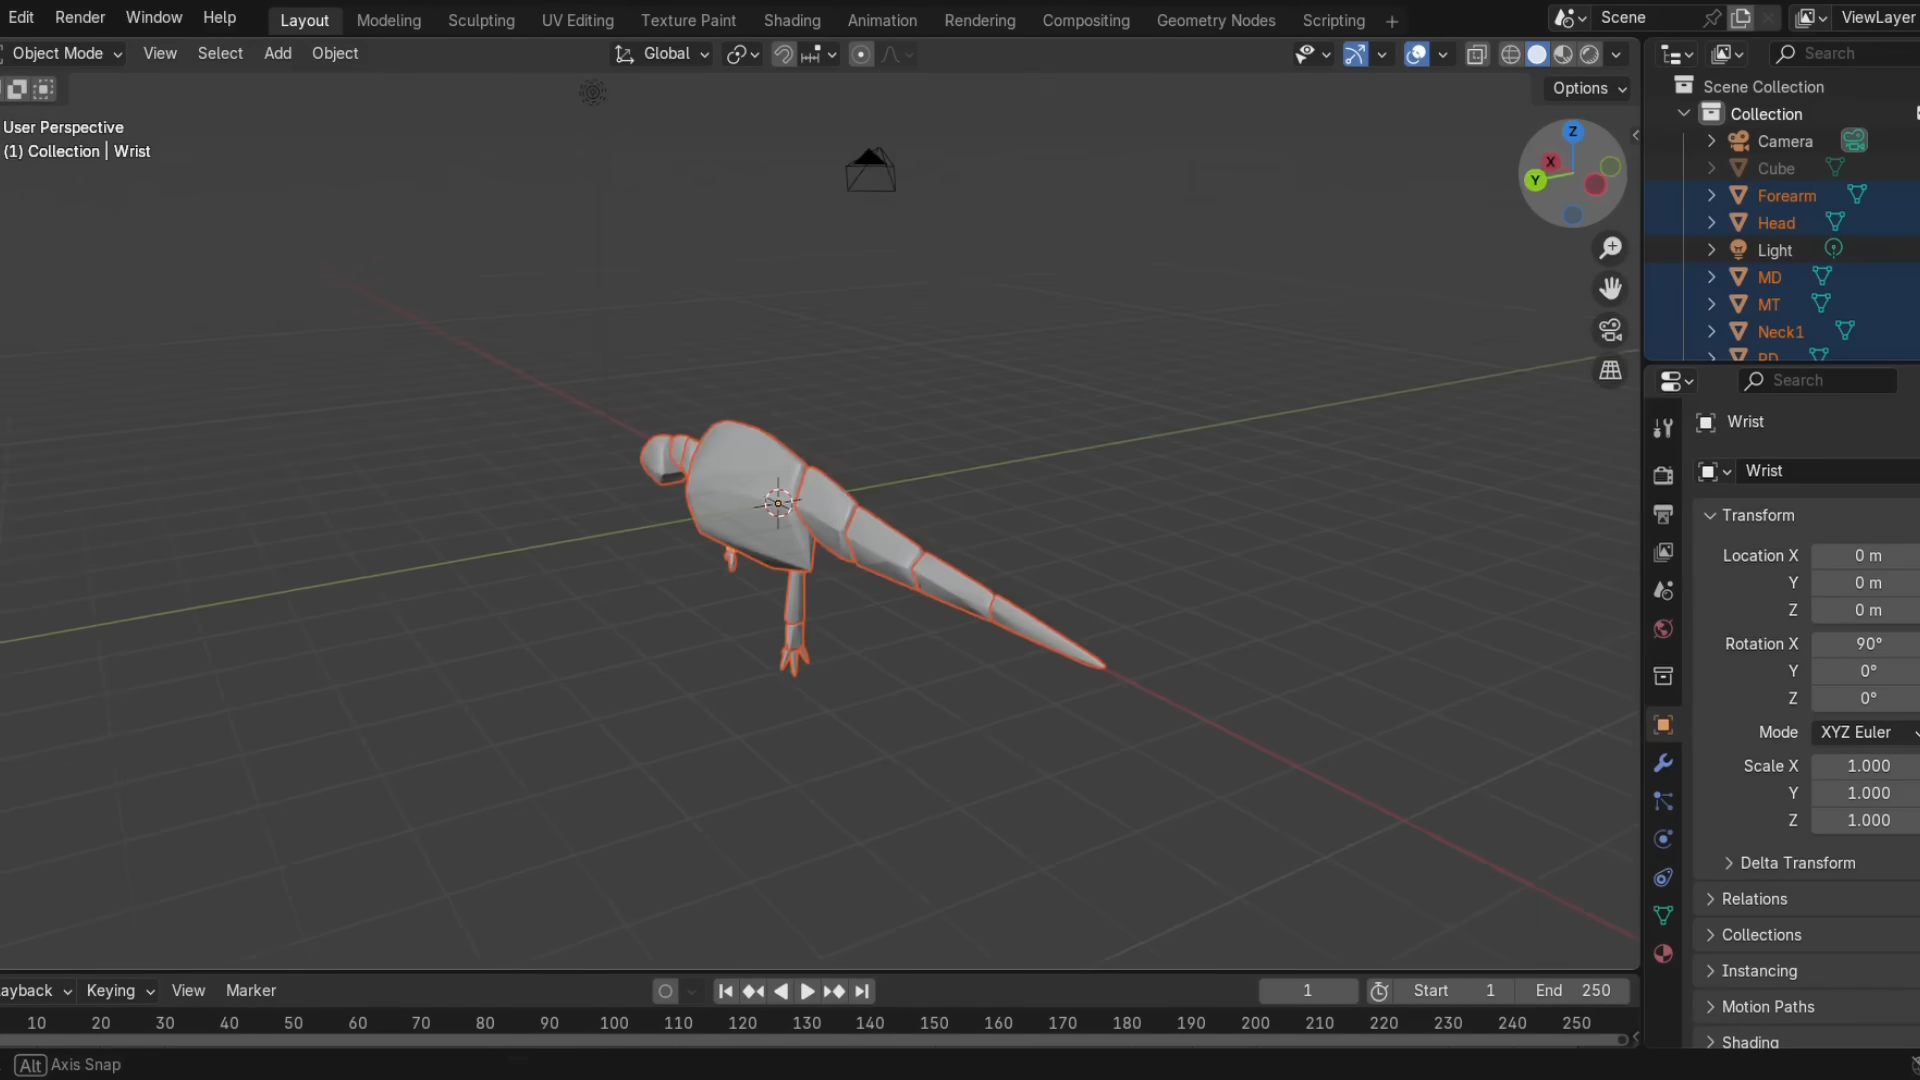 Edit Render Window Help Layout Modeling Sculpting UV Editing Texture Paint Shading Animation Rendering Compositing Geometry Nodes Scripting + Scene ViewLayer
Object Mode View Select Add Object Global Search
Options
User Perspective
(1) Collection | Wrist
Z
X
Y
Scene Collection
Collection
Camera
Cube
Forearm
Head
Light
MD
MT
Neck1
PD
Search
Wrist
Wrist
Transform
Location X 0 m
Y 0 m
Z 0 m
Rotation X 90°
Y 0°
Z 0°
Mode XYZ Euler
Scale X 1.000
Y 1.000
Z 1.000
Delta Transform
Relations
Collections
Instancing
Motion Paths
Shading
ayback Keying View Marker 1 Start 1 End 250
10 20 30 40 50 60 70 80 90 100 110 120 130 140 150 160 170 180 190 200 210 220 230 240 250
Alt Axis Snap